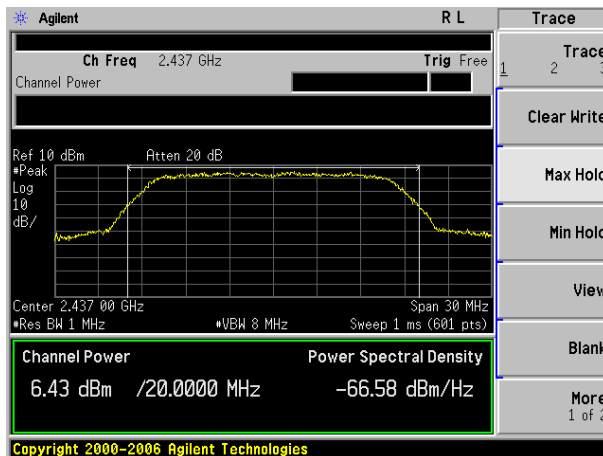 Agilent R L Trace
Ch Freq 2.437 GHz Trig Free
Channel Power
Trace
1 2 3
Clear Write
Max Hold
Min Hold
View
Blank
More
1 of 2
Ref 10 dBm Atten 20 dB
#Peak
Log
10
dB/
Center 2.437 00 GHz Span 30 MHz
#Res BW 1 MHz #VBW 8 MHz Sweep 1 ms (601 pts)
Channel Power Power Spectral Density
6.43 dBm /20.0000 MHz -66.58 dBm/Hz
Copyright 2000-2006 Agilent Technologies